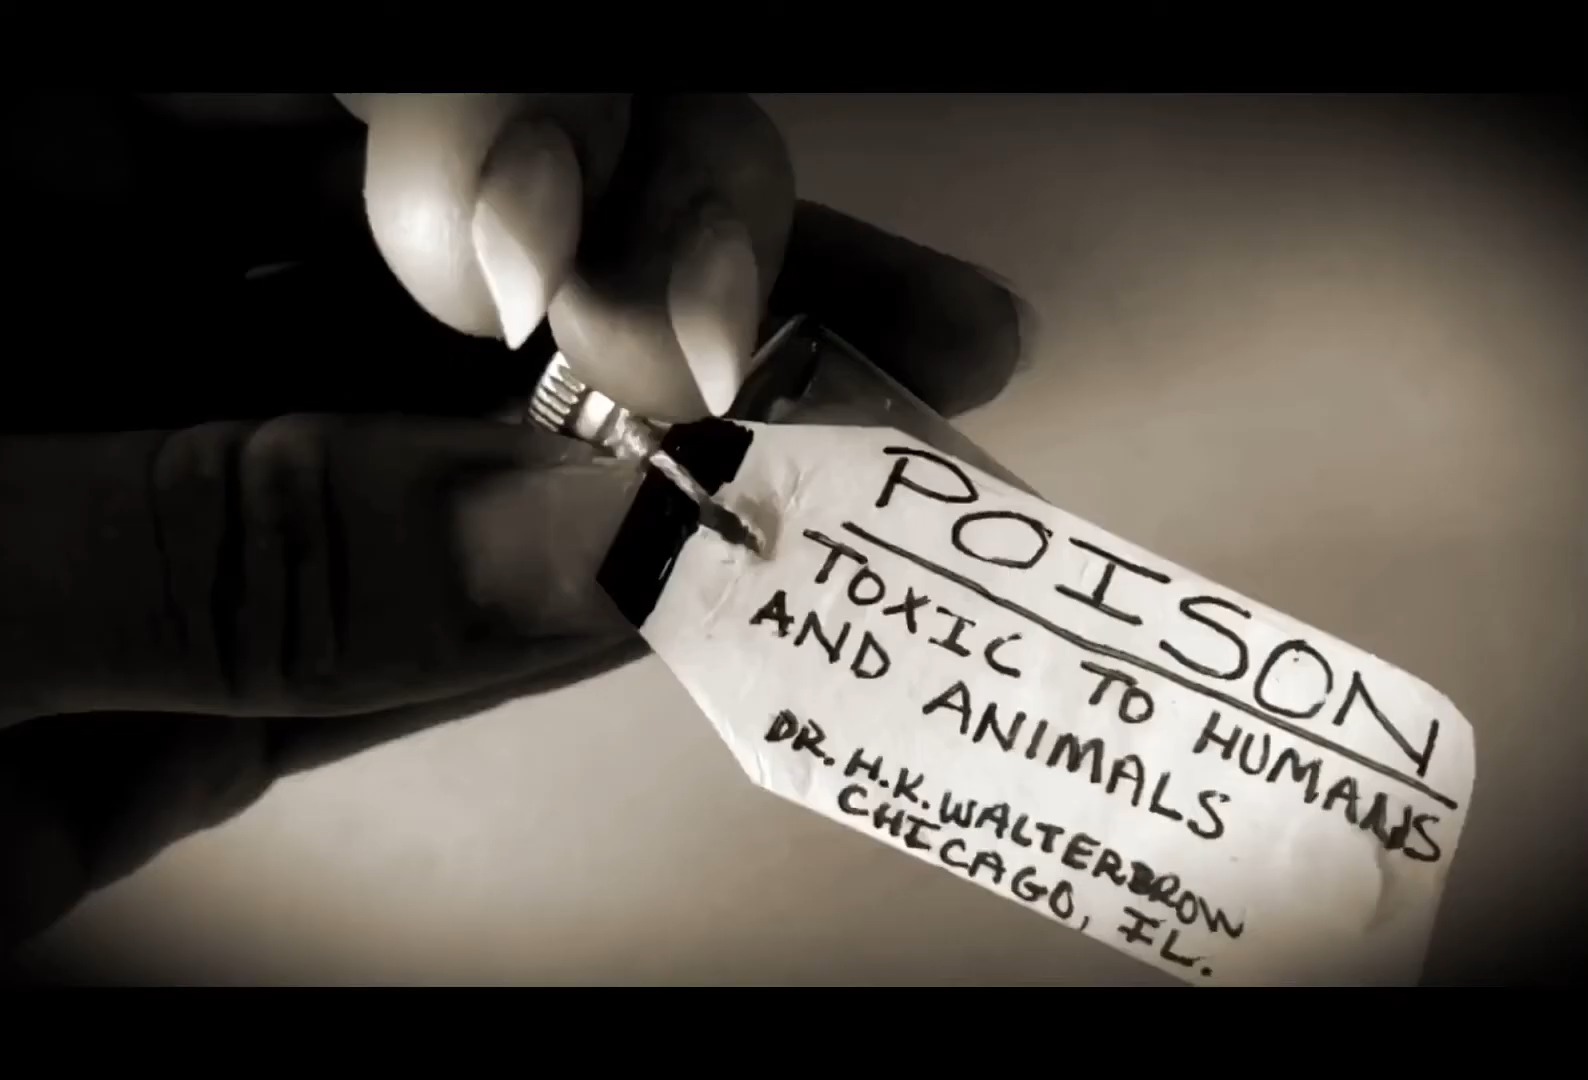 POISON
TOXIC TO HUMANS
AND ANIMALS
DR. H.K. WALTERBROW
CHICAGO, IL.